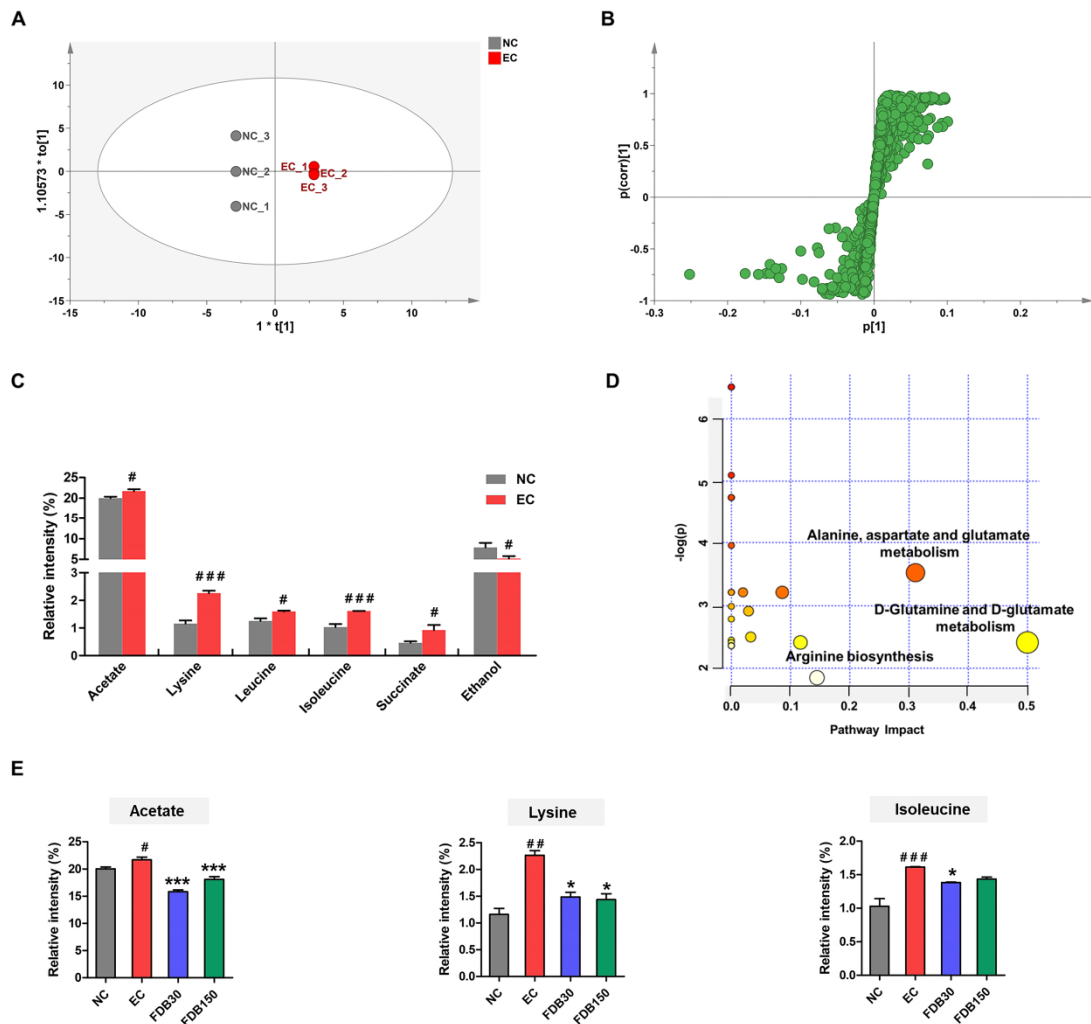 A
NC
EC
10
5
0
-5
-10
-15
-15
-10
-5
0
5
10
1.10573 * to[1]
1 * t[1]
NC_3
NC_2
NC_1
EC_1
EC_2
EC_3
B
1
0.5
0
-0.5
-1
-0.3
-0.2
-0.1
0
0.1
0.2
p(corr)[1]
p[1]
C
NC
EC
Relative intensity (%)
25
20
15
10
5
3
2
1
0
#
###
#
###
#
#
Acetate
Lysine
Leucine
Isoleucine
Succinate
Ethanol
D
-log(p)
6
5
4
3
2
Alanine, aspartate and glutamate
metabolism
D-Glutamine and D-glutamate
metabolism
Arginine biosynthesis
0.0
0.1
0.2
0.3
0.4
0.5
Pathway Impact
E
Acetate
Relative intensity (%)
25
20
15
10
5
0
#
***
***
NC
EC
FDB30
FDB150
Lysine
Relative intensity (%)
2.5
2.0
1.5
1.0
0.5
0.0
##
*
*
NC
EC
FDB30
FDB150
Isoleucine
Relative intensity (%)
2.0
1.5
1.0
0.5
0.0
###
*
NC
EC
FDB30
FDB150